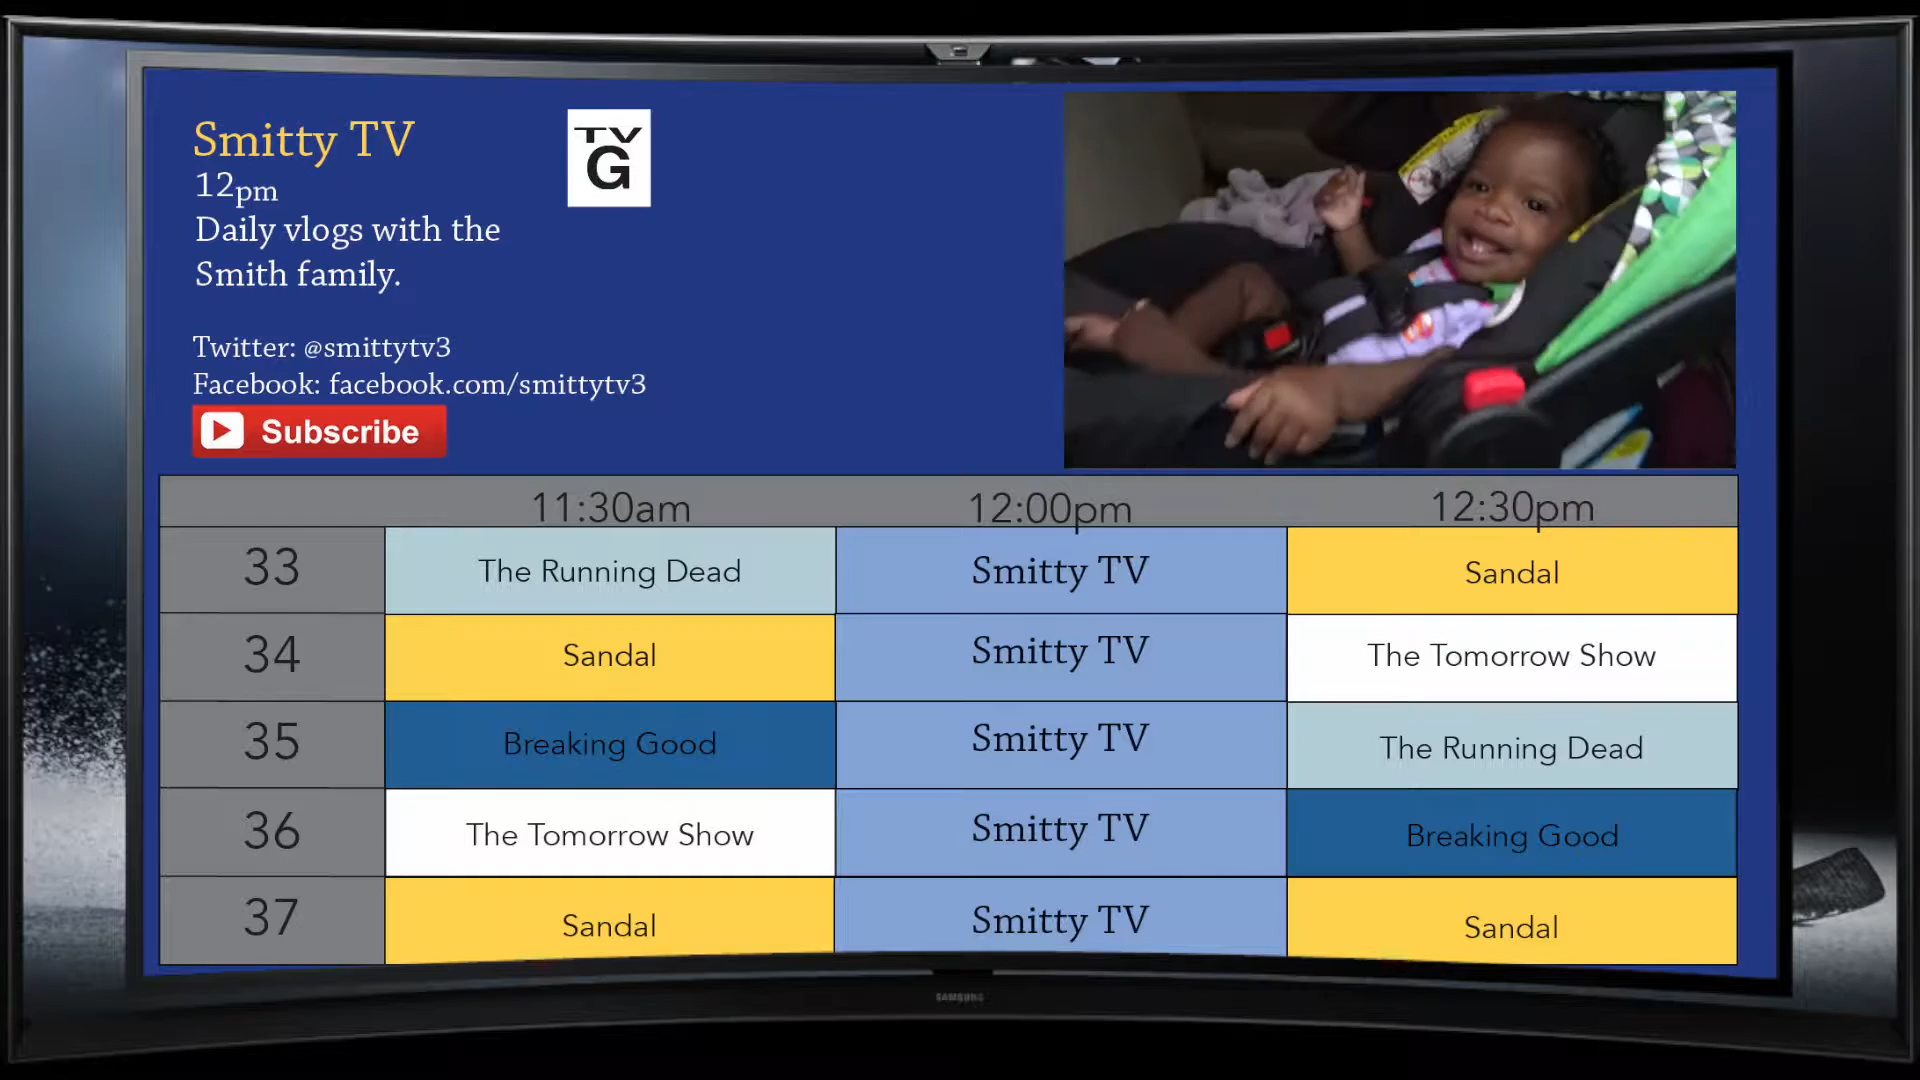 Smitty TV
TV
G
12pm
Daily vlogs with the
Smith family.
Twitter: @smittytv3
Facebook: facebook.com/smittytv3
Subscribe
11:30am 12:00pm 12:30pm
33 The Running Dead Smitty TV Sandal
34 Sandal Smitty TV The Tomorrow Show
35 Breaking Good Smitty TV The Running Dead
36 The Tomorrow Show Smitty TV Breaking Good
37 Sandal Smitty TV Sandal
SAMSUNG